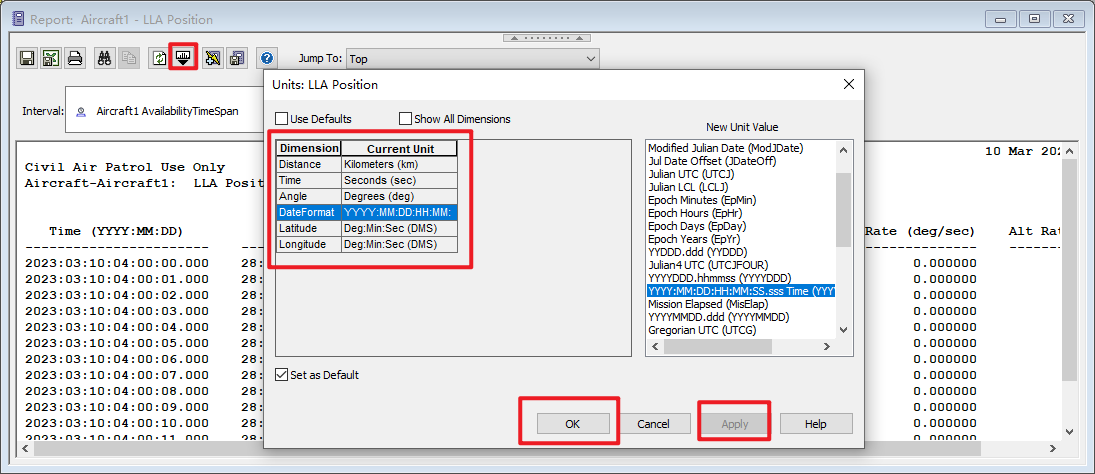 Report: Aircraft1 - LLA Position
Jump To: Top
Interval: Aircraft1 AvailabilityTimeSpan
Civil Air Patrol Use Only
Aircraft-Aircraft1: LLA Posit
10 Mar 202
Time (YYYY:MM:DD)
Rate (deg/sec) Alt Rat
2023:03:10:04:00:00.000 28: 0.000000
2023:03:10:04:00:01.000 28: 0.000000
2023:03:10:04:00:02.000 28: 0.000000
2023:03:10:04:00:03.000 28: 0.000000
2023:03:10:04:00:04.000 28: 0.000000
2023:03:10:04:00:05.000 28: 0.000000
2023:03:10:04:00:06.000 28: 0.000000
2023:03:10:04:00:07.000 28: 0.000000
2023:03:10:04:00:08.000 28: 0.000000
2023:03:10:04:00:09.000 28: 0.000000
2023:03:10:04:00:10.000 28: 0.000000
2023:03:10:04:00:11.000 28: 0.000000
Units: LLA Position
Use Defaults Show All Dimensions
Dimension Current Unit
Distance Kilometers (km)
Time Seconds (sec)
Angle Degrees (deg)
DateFormat YYYY:MM:DD:HH:MM:
Latitude Deg:Min:Sec (DMS)
Longitude Deg:Min:Sec (DMS)
New Unit Value
Modified Julian Date (ModJDate)
Jul Date Offset (JDateOff)
Julian UTC (UTCJ)
Julian LCL (LCLJ)
Epoch Minutes (EpMin)
Epoch Hours (EpHr)
Epoch Days (EpDay)
Epoch Years (EpYr)
YYDDD.ddd (YYDDD)
Julian4 UTC (UTCJFOUR)
YYYYDDD.hhmmss (YYYYDDD)
YYYY:MM:DD:HH:MM:SS.sss Time (YYYY
Mission Elapsed (MisElap)
YYYYMMDD.ddd (YYYYMMDD)
Gregorian UTC (UTCG)
Set as Default
OK Cancel Apply Help